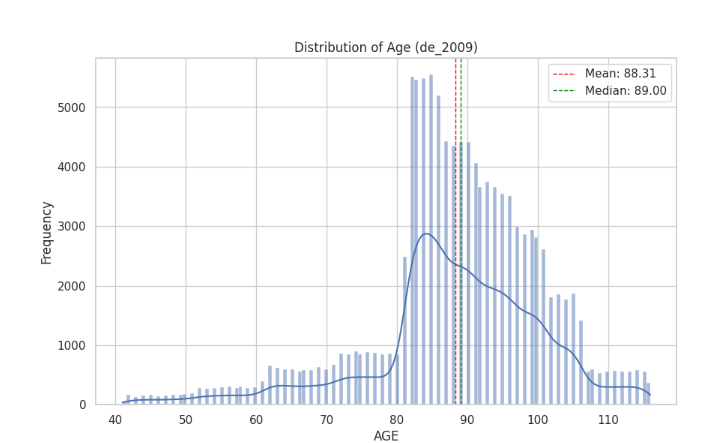 Distribution of Age (de_2009)
Mean: 88.31
Median: 89.00
Frequency
5000
4000
3000
2000
1000
0
40 50 60 70 80 90 100 110
AGE